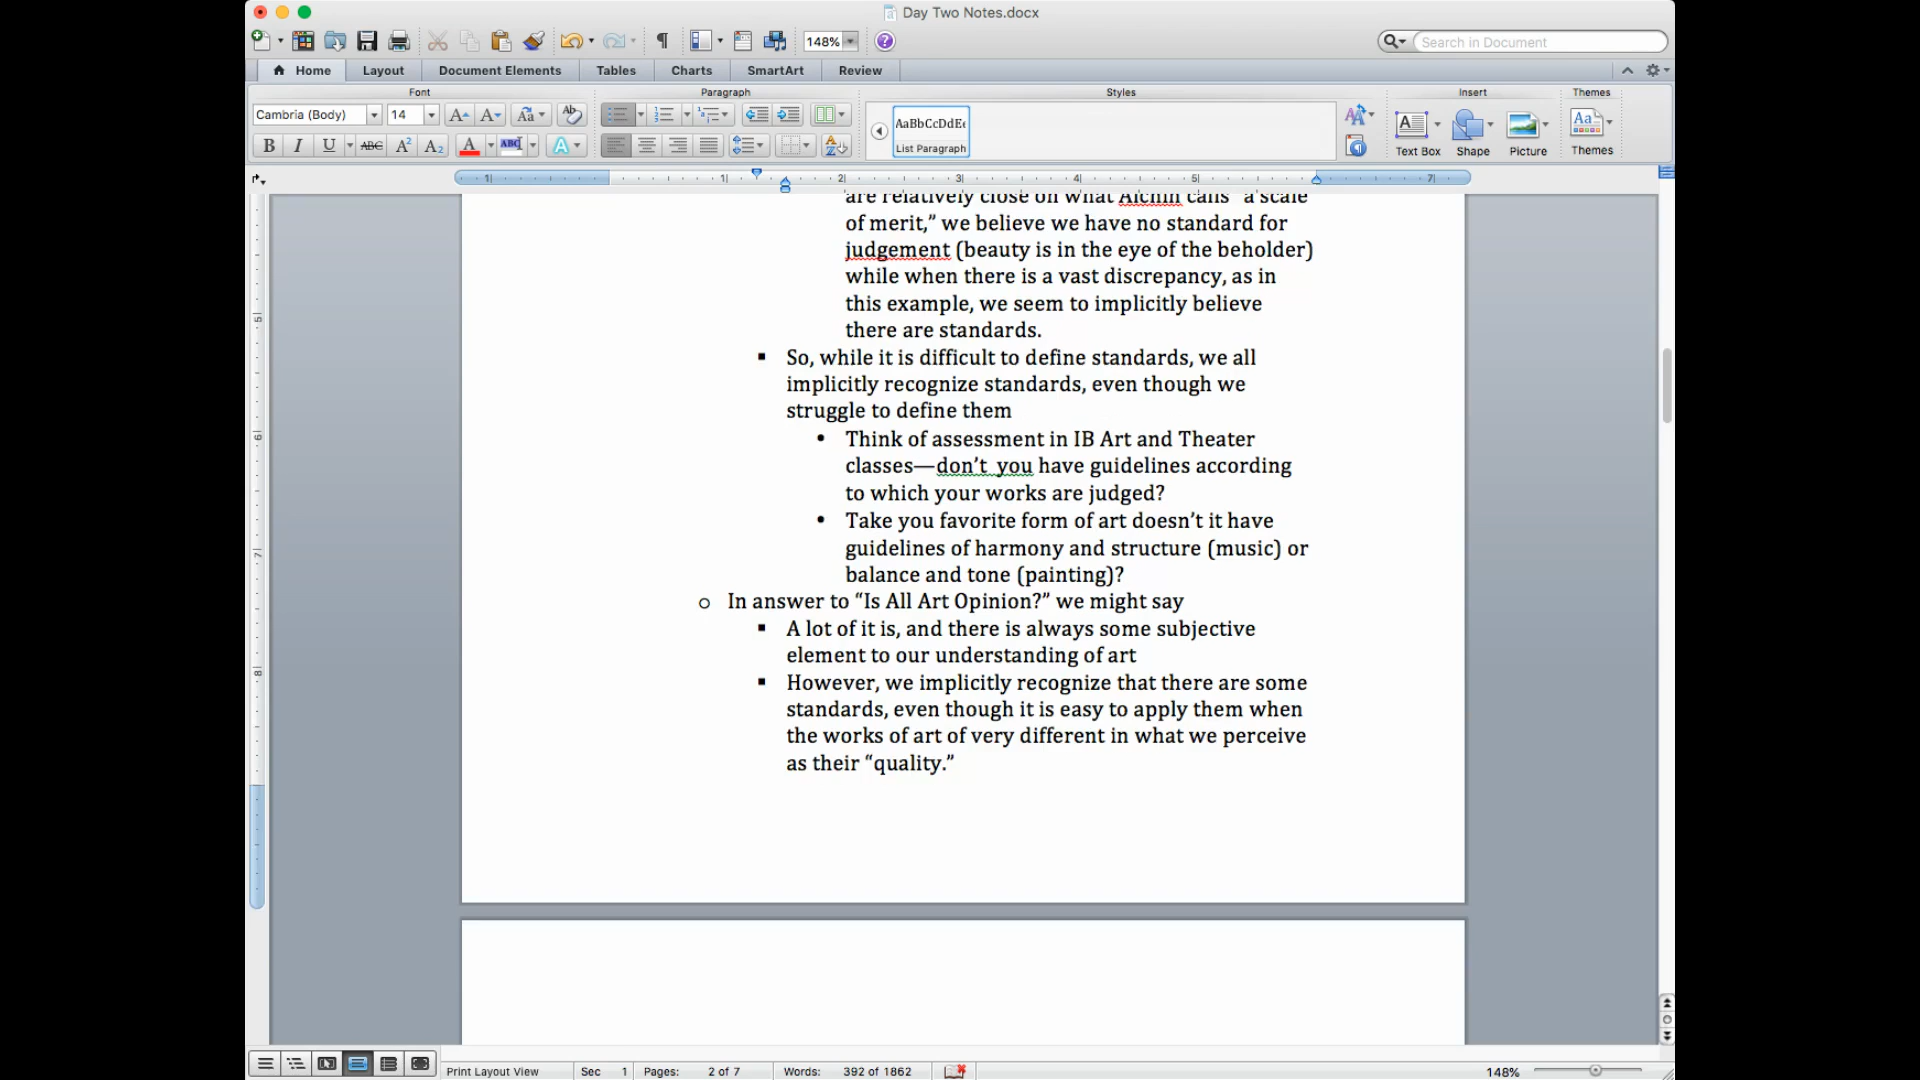 Day Two Notes.docx
148%
Search in Document
Home
Layout
Document Elements
Tables
Charts
SmartArt
Review
Font
Paragraph
Styles
Insert
Themes
Cambria (Body)
14
AaBbCcDdEe
List Paragraph
Text Box
Shape
Picture
Themes
are relatively close on what Alchin calls “a scale
of merit,” we believe we have no standard for
judgement (beauty is in the eye of the beholder)
while when there is a vast discrepancy, as in
this example, we seem to implicitly believe
there are standards.
▪ So, while it is difficult to define standards, we all
implicitly recognize standards, even though we
struggle to define them
• Think of assessment in IB Art and Theater
classes—don’t you have guidelines according
to which your works are judged?
• Take you favorite form of art doesn’t it have
guidelines of harmony and structure (music) or
balance and tone (painting)?
o In answer to “Is All Art Opinion?” we might say
▪ A lot of it is, and there is always some subjective
element to our understanding of art
▪ However, we implicitly recognize that there are some
standards, even though it is easy to apply them when
the works of art of very different in what we perceive
as their “quality.”
Print Layout View
Sec 1
Pages: 2 of 7
Words: 392 of 1862
148%